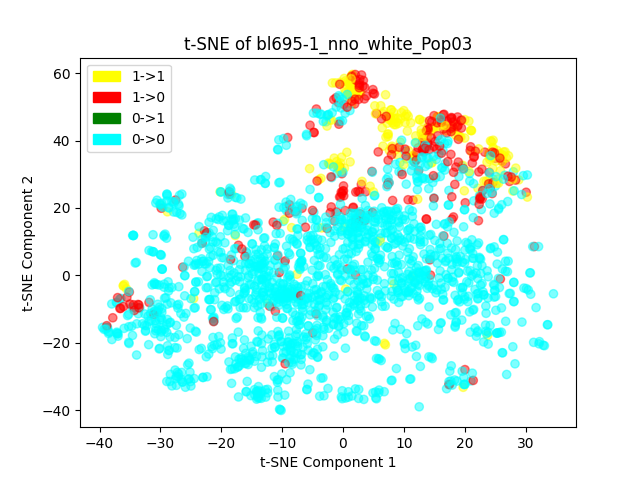 t-SNE of bl695-1_nno_white_Pop03
1->1
1->0
0->1
0->0
60
40
20
0
−20
−40
t-SNE Component 2
−40 −30 −20 −10 0 10 20 30
t-SNE Component 1